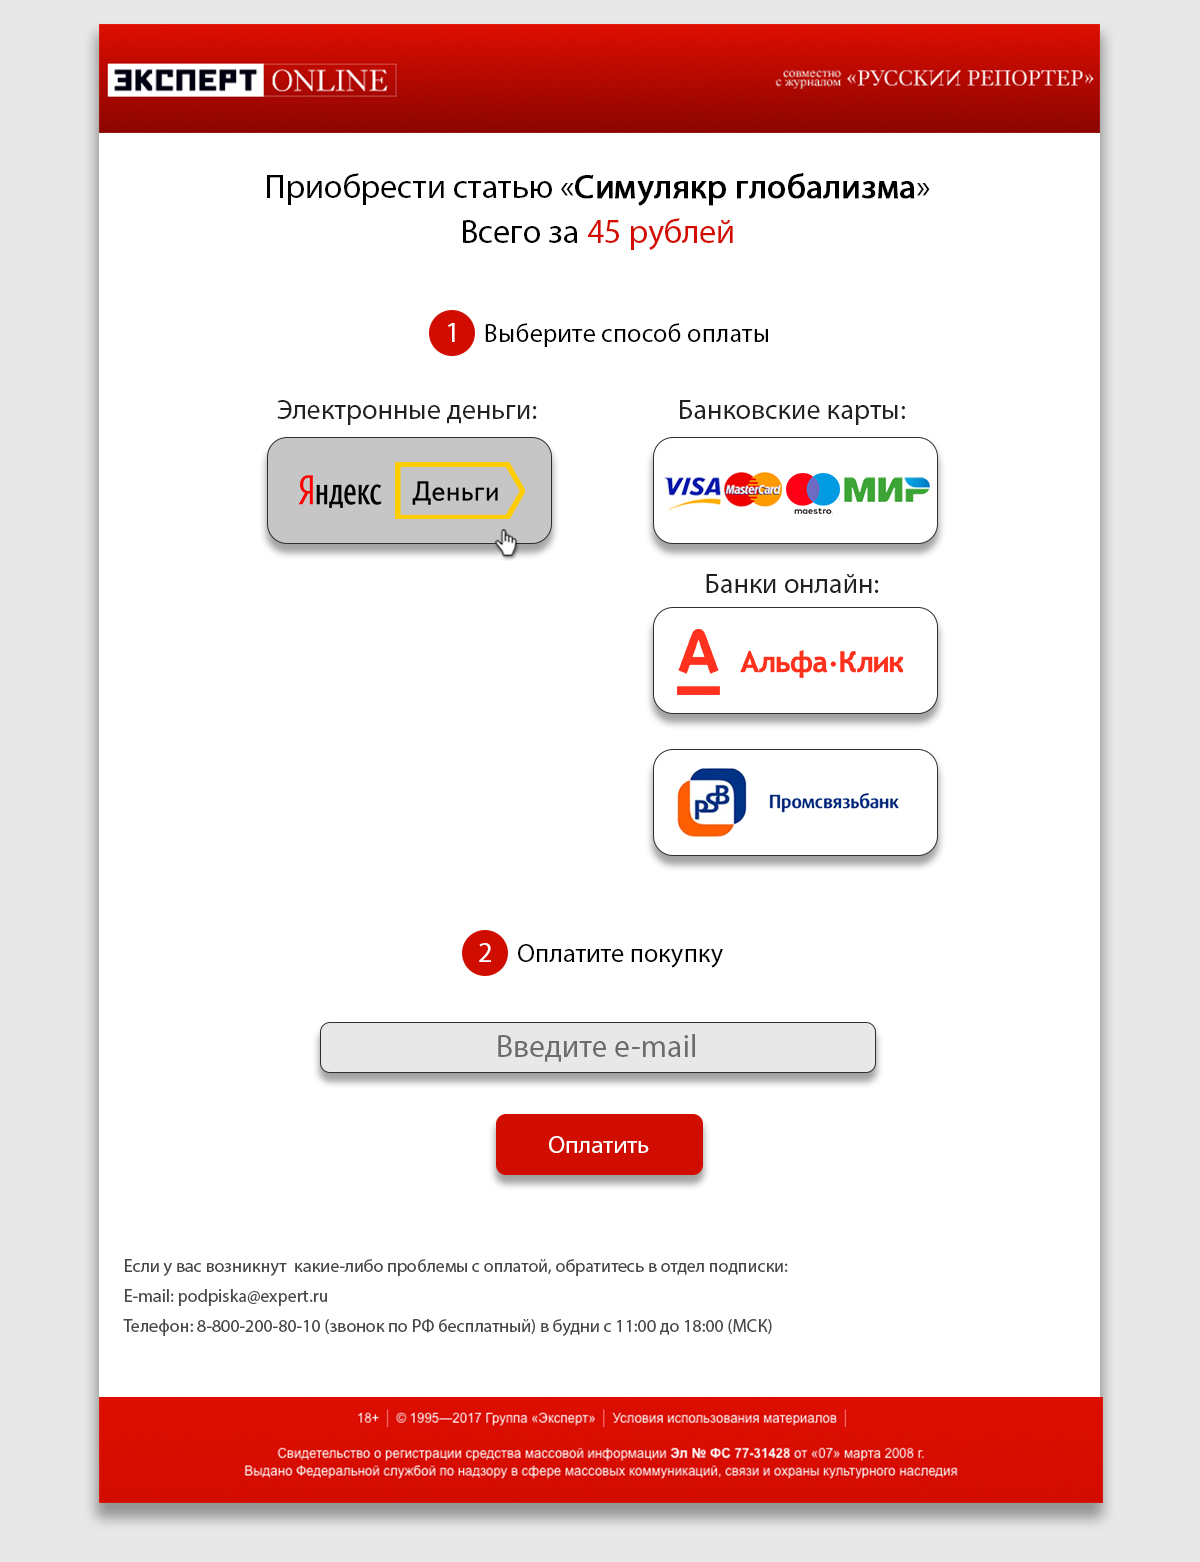 ЭКСПЕРТ ONLINE
совместно с журналом «РУССКИЙ РЕПОРТЕР»
Приобрести статью «Симулякр глобализма»
Всего за 45 рублей
1 Выберите способ оплаты
Электронные деньги:
Яндекс Деньги
Банковские карты:
VISA MasterCard maestro МИР
Банки онлайн:
А Альфа·Клик
PSB Промсвязьбанк
2 Оплатите покупку
Введите e-mail
Оплатить
Если у вас возникнут какие-либо проблемы с оплатой, обратитесь в отдел подписки:
E-mail: podpiska@expert.ru
Телефон: 8-800-200-80-10 (звонок по РФ бесплатный) в будни с 11:00 до 18:00 (МСК)
18+ | © 1995—2017 Группа «Эксперт» | Условия использования материалов |
Свидетельство о регистрации средства массовой информации Эл № ФС 77-31428 от «07» марта 2008 г.
Выдано Федеральной службой по надзору в сфере массовых коммуникаций, связи и охраны культурного наследия